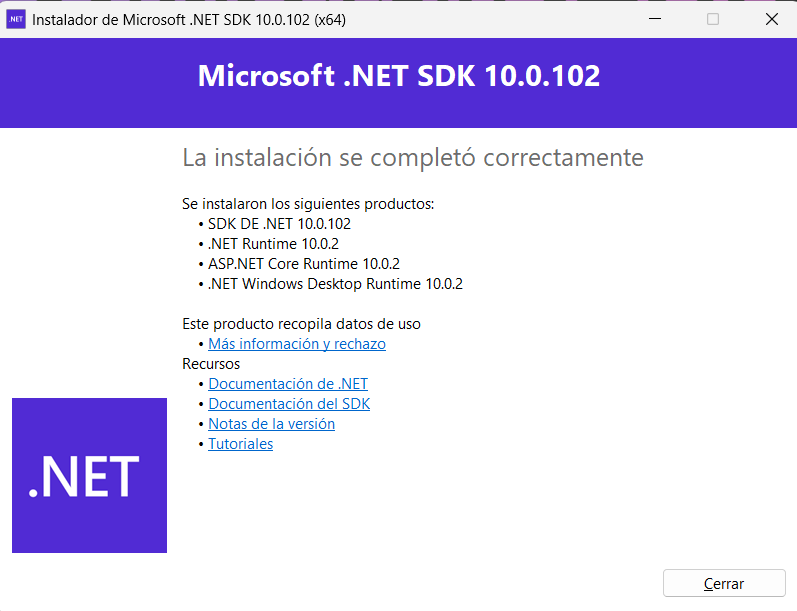 .NET Instalador de Microsoft .NET SDK 10.0.102 (x64)
Microsoft .NET SDK 10.0.102
La instalación se completó correctamente
Se instalaron los siguientes productos:
• SDK DE .NET 10.0.102
• .NET Runtime 10.0.2
• ASP.NET Core Runtime 10.0.2
• .NET Windows Desktop Runtime 10.0.2
Este producto recopila datos de uso
• Más información y rechazo
Recursos
• Documentación de .NET
• Documentación del SDK
• Notas de la versión
• Tutoriales
.NET
Cerrar